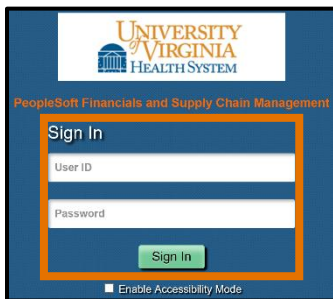 UNIVERSITY
of VIRGINIA
HEALTH SYSTEM
PeopleSoft Financials and Supply Chain Management
Sign In
User ID
Password
Sign In
Enable Accessibility Mode